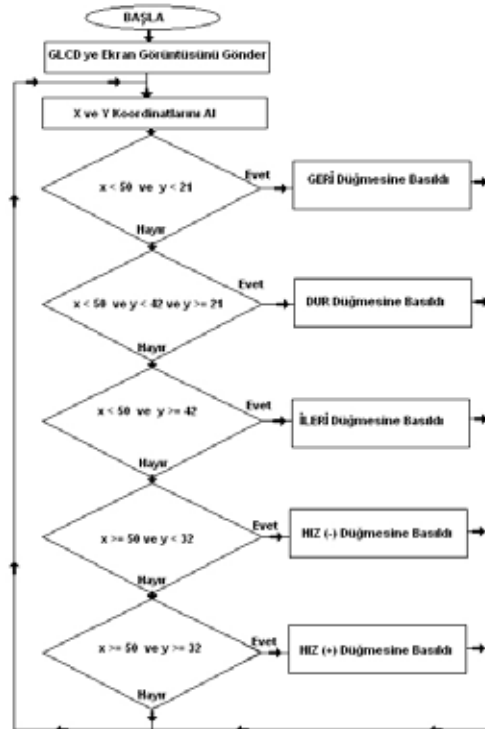 BAŞLA
GLCD ye Ekran Görüntüsünü Gönder
X ve Y Koordinatlarını Al
x < 50 ve y < 21
Evet
GERİ Düğmesine Basıldı
Hayır
x < 50 ve y < 42 ve y >= 21
Evet
DUR Düğmesine Basıldı
Hayır
x < 50 ve y >= 42
Evet
İLERİ Düğmesine Basıldı
Hayır
x >= 50 ve y < 32
Evet
HIZ (-) Düğmesine Basıldı
Hayır
x >= 50 ve y >= 32
Evet
HIZ (+) Düğmesine Basıldı
Hayır